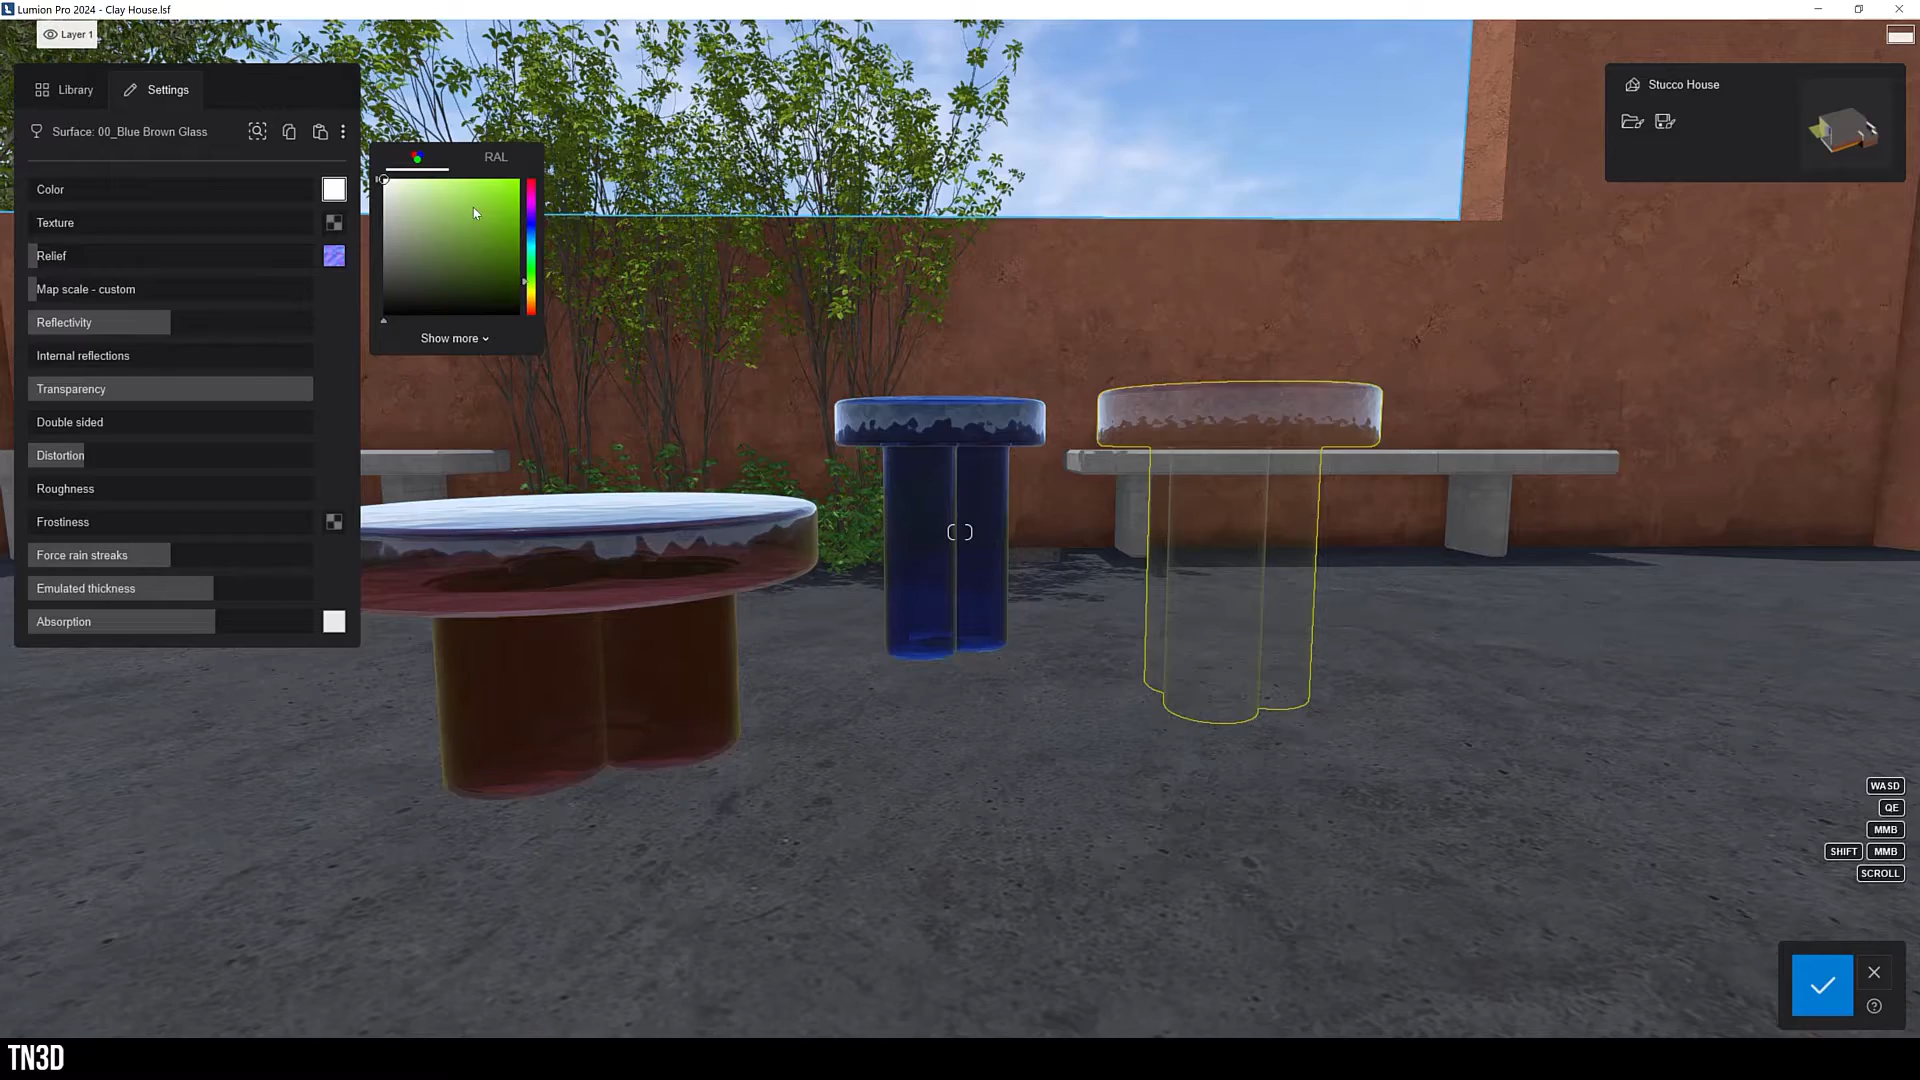 Lumion Pro 2024 - Clay House.lsf
Layer 1
Library
Settings
Surface: 00_Blue Brown Glass
Color
Texture
Relief
Map scale - custom
Reflectivity
Internal reflections
Transparency
Double sided
Distortion
Roughness
Frostiness
Force rain streaks
Emulated thickness
Absorption
RAL
Show more
Stucco House
WASD
QE
MMB
SHIFT MMB
SCROLL
TN3D